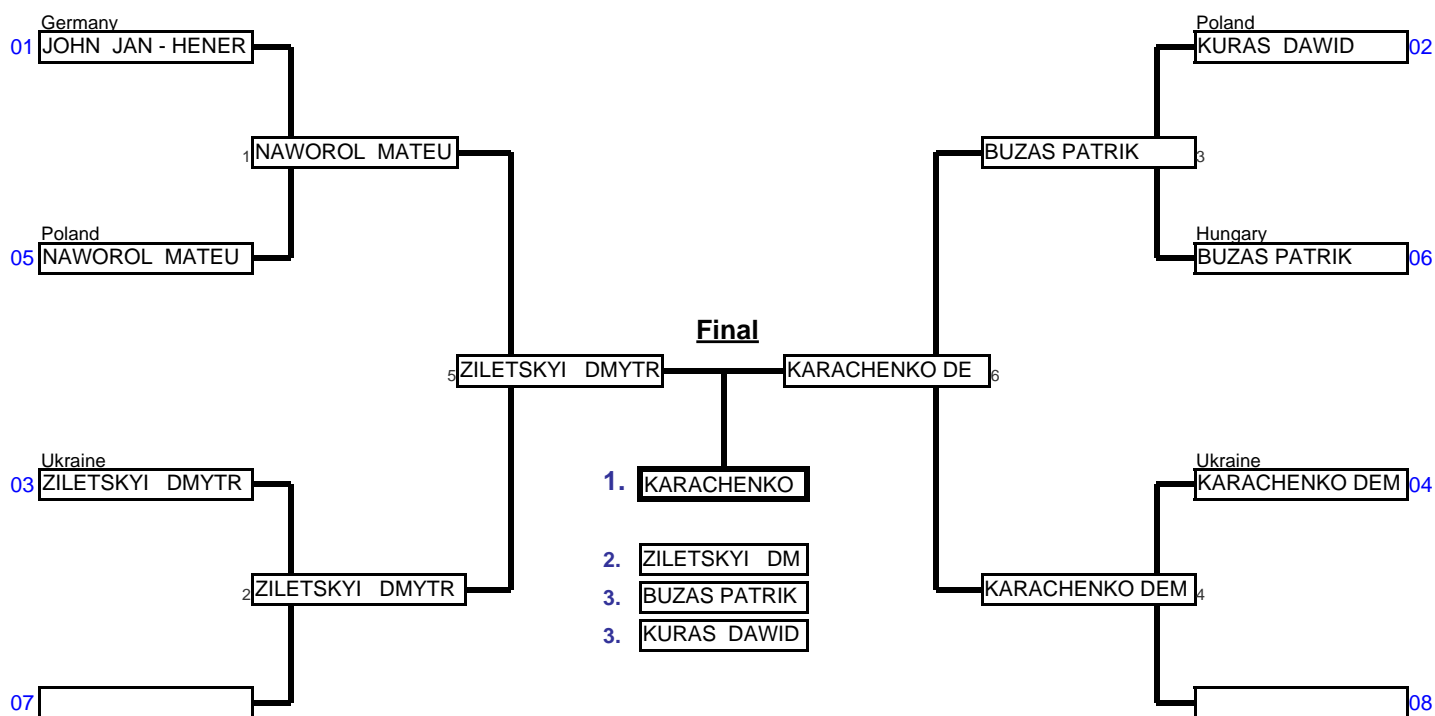 Germany
01 JOHN JAN - HENER
Poland
KURAS DAWID 02
1 NAWOROL MATEU
BUZAS PATRIK 3
Poland
05 NAWOROL MATEU
Hungary
BUZAS PATRIK 06
Final
5 ZILETSKYI DMYTR
KARACHENKO DE 6
Ukraine
03 ZILETSKYI DMYTR
Ukraine
KARACHENKO DEM 04
1. KARACHENKO
2. ZILETSKYI DM
3. BUZAS PATRIK
3. KURAS DAWID
2 ZILETSKYI DMYTR
KARACHENKO DEM 4
07
08